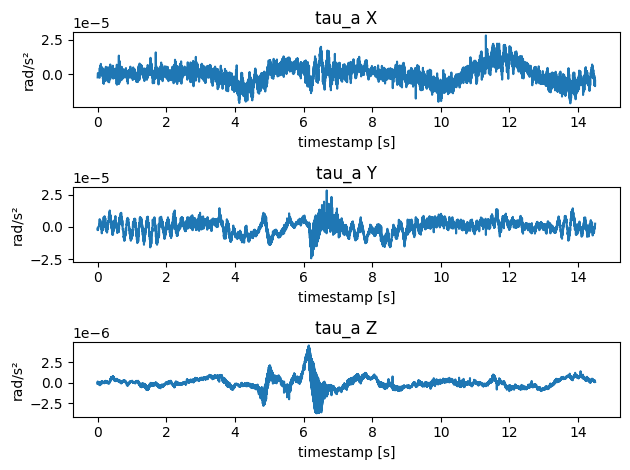 tau_a X
1e−5
2.5
0.0
rad/s²
0 2 4 6 8 10 12 14
timestamp [s]
tau_a Y
1e−5
2.5
0.0
−2.5
rad/s²
0 2 4 6 8 10 12 14
timestamp [s]
tau_a Z
1e−6
2.5
0.0
−2.5
rad/s²
0 2 4 6 8 10 12 14
timestamp [s]